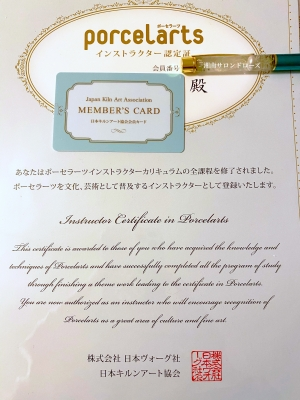 ポーセラーツ
porcelarts
インストラクター認定証
会員番号
南サロンドローズ
殿
Japan Kiln Art Association
MEMBER'S CARD
日本キルンアート協会会員カード
あなたはポーセラーツインストラクターカリキュラムの全課程を修了されました。
ポーセラーツを文化、芸術として普及するインストラクターとして登録いたします。
Instructor Certificate in Porcelarts
This certificate is awarded to those of you who have acquired the knowledge and
techniques of Porcelarts and have successfully completed all the program of study
through finishing a theme work leading to the certificate in Porcelarts.
You are now authorized as an instructor who will encourage recognition of
Porcelarts as a great area of culture and fine art.
株式会社 日本ヴォーグ社
日本キルンアート協会